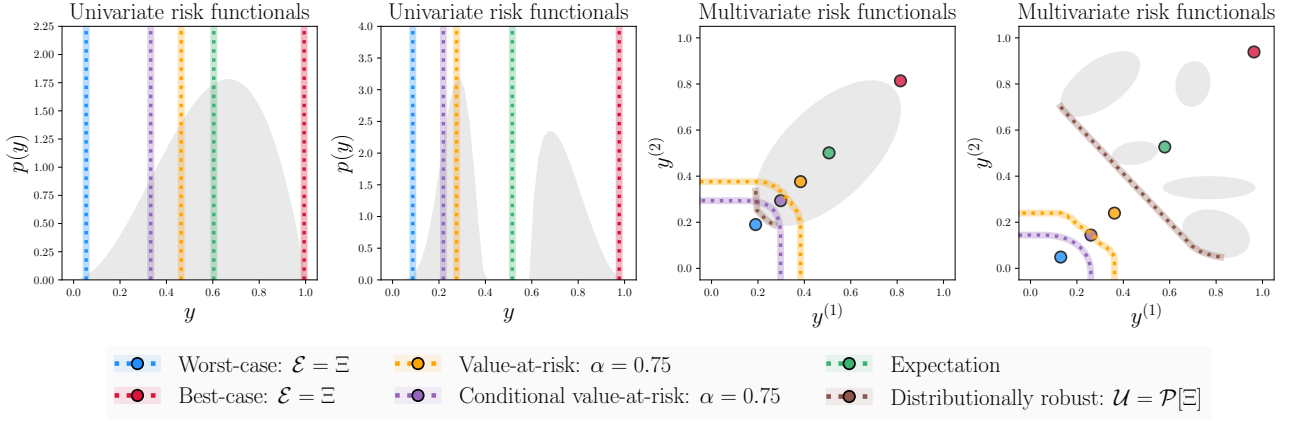 Univariate risk functionals
Univariate risk functionals
Multivariate risk functionals
Multivariate risk functionals
2.25
2.00
1.75
1.50
1.25
1.00
0.75
0.50
0.25
0.00
p(y)
0.0 0.2 0.4 0.6 0.8 1.0
y
4.0
3.5
3.0
2.5
2.0
1.5
1.0
0.5
0.0
p(y)
0.0 0.2 0.4 0.6 0.8 1.0
y
1.0
0.8
0.6
0.4
0.2
0.0
y^{(2)}
0.0 0.2 0.4 0.6 0.8 1.0
y^{(1)}
1.0
0.8
0.6
0.4
0.2
0.0
y^{(2)}
0.0 0.2 0.4 0.6 0.8 1.0
y^{(1)}
Worst-case: ℰ = Ξ
Best-case: ℰ = Ξ
Value-at-risk: α = 0.75
Conditional value-at-risk: α = 0.75
Expectation
Distributionally robust: 𝒰 = 𝒫[Ξ]